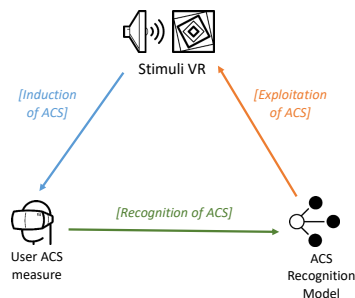 Stimuli VR
[Induction
of ACS]
[Exploitation
of ACS]
[Recognition of ACS]
User ACS
measure
ACS
Recognition
Model